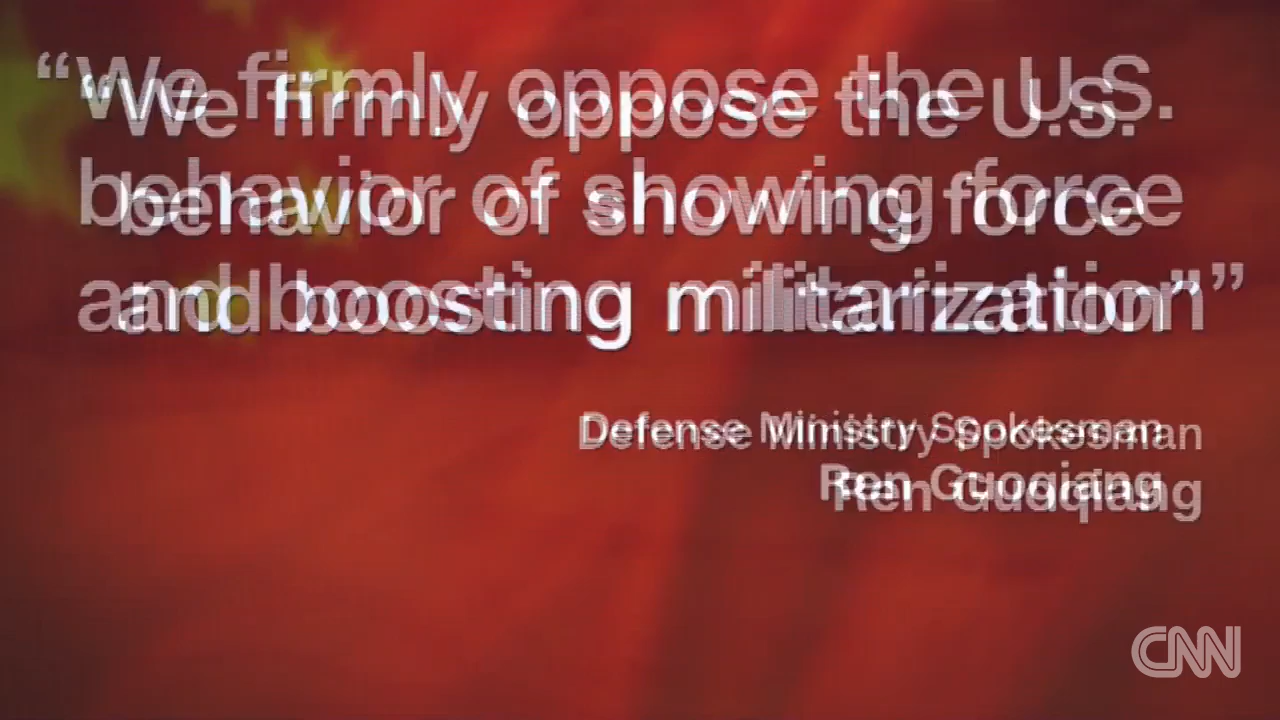 “We firmly oppose the U.S.
behavior of showing force
and boosting militarization”
Defense Ministry Spokesman
Ren Guoqiang
CNN